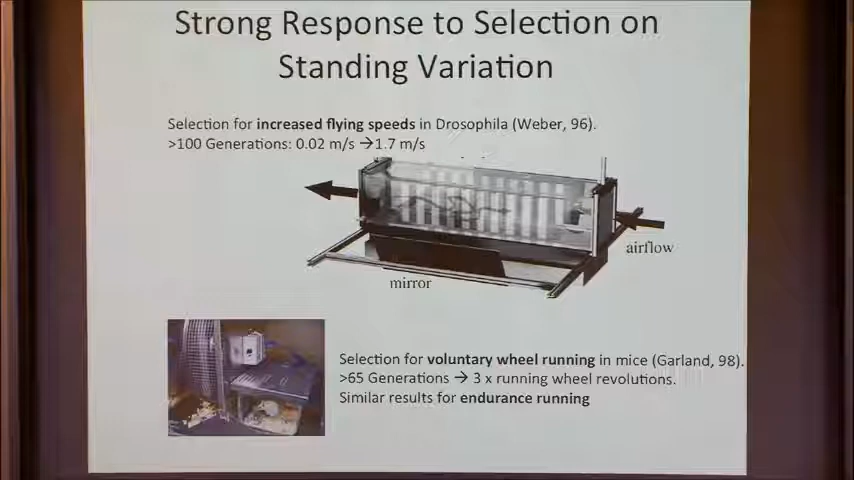 Strong Response to Selection on
Standing Variation
Selection for increased flying speeds in Drosophila (Weber, 96).
>100 Generations: 0.02 m/s →1.7 m/s
airflow
mirror
Selection for voluntary wheel running in mice (Garland, 98).
>65 Generations → 3 x running wheel revolutions.
Similar results for endurance running